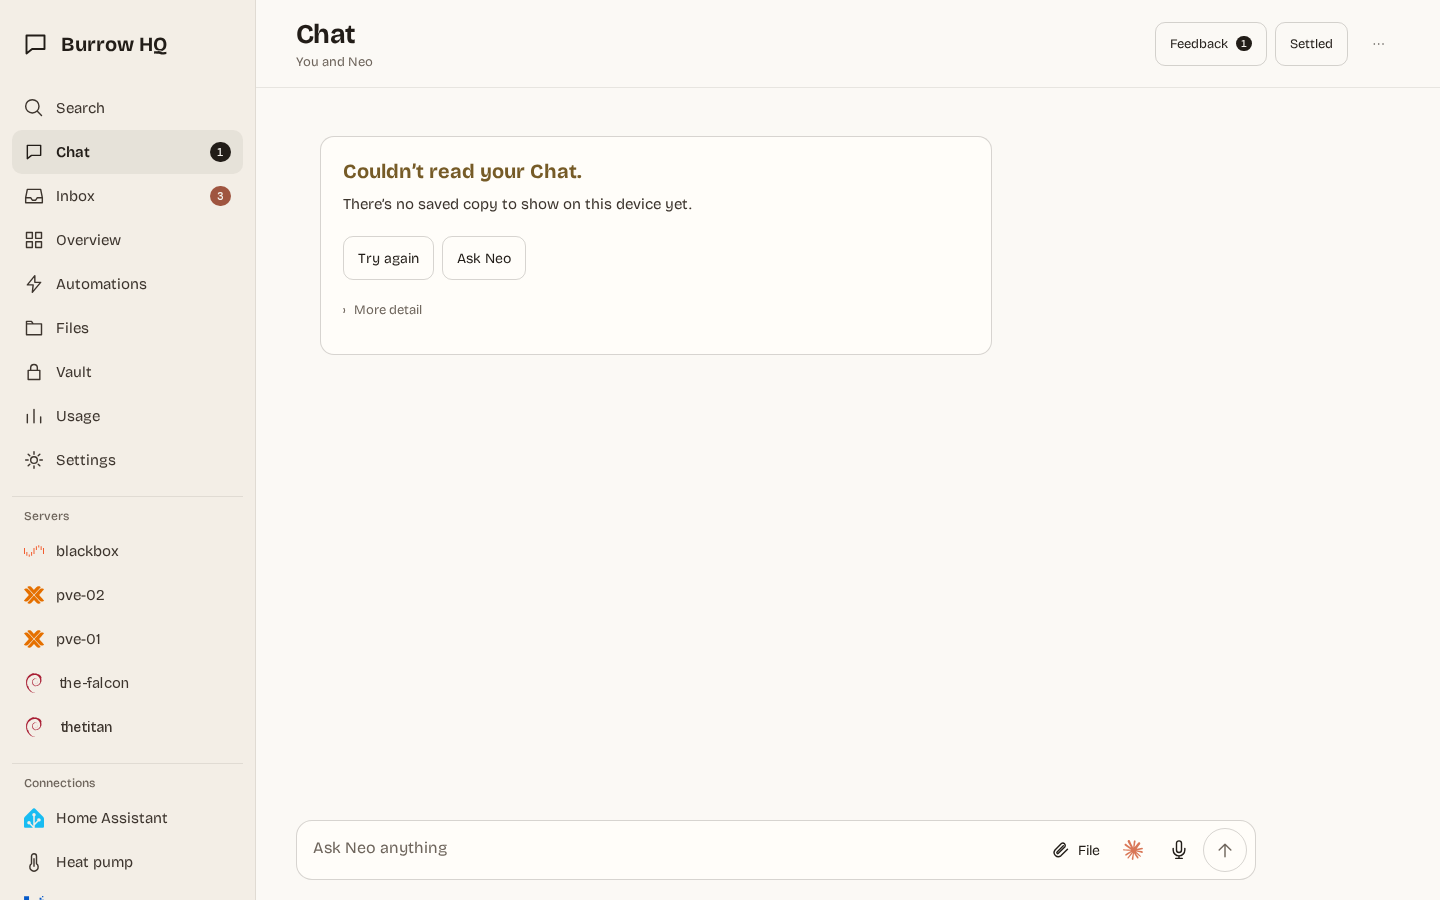 Burrow HQ
Search
Chat 1
Inbox 3
Overview
Automations
Files
Vault
Usage
Settings
Servers
blackbox
pve-02
pve-01
the-falcon
thetitan
Connections
Home Assistant
Heat pump
Chat
You and Neo
Feedback 1
Settled
Couldn’t read your Chat.
There’s no saved copy to show on this device yet.
Try again
Ask Neo
More detail
Ask Neo anything
File